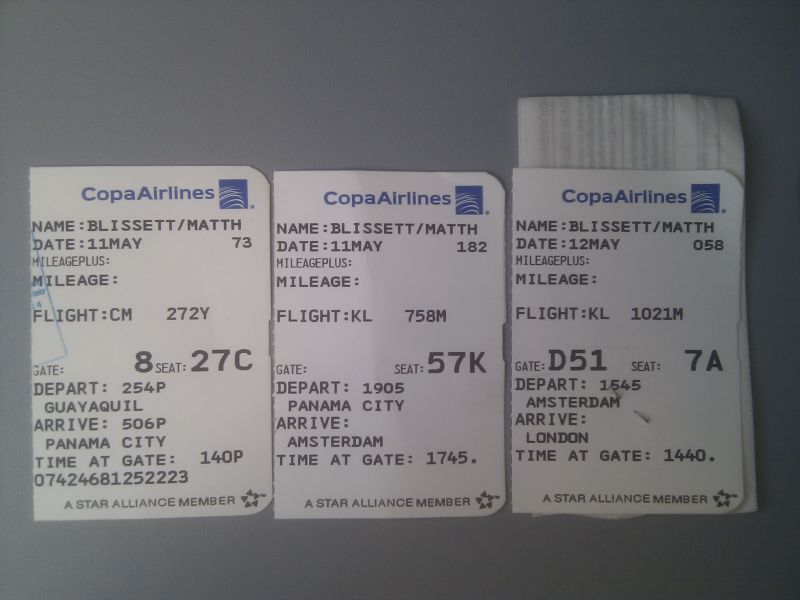 CopaAirlines
NAME:BLISSETT/MATTH
DATE:11MAY 73
MILEAGEPLUS:
MILEAGE:
FLIGHT:CM 272Y
GATE: 8 SEAT: 27C
DEPART: 254P
GUAYAQUIL
ARRIVE: 506P
PANAMA CITY
TIME AT GATE: 140P
07424681252223
A STAR ALLIANCE MEMBER
CopaAirlines
NAME:BLISSETT/MATTH
DATE:11MAY 182
MILEAGEPLUS:
MILEAGE:
FLIGHT:KL 758M
GATE: SEAT: 57K
DEPART: 1905
PANAMA CITY
ARRIVE:
AMSTERDAM
TIME AT GATE: 1745.
A STAR ALLIANCE MEMBER
CopaAirlines
NAME:BLISSETT/MATTH
DATE:12MAY 058
MILEAGEPLUS:
MILEAGE:
FLIGHT:KL 1021M
GATE: D51 SEAT: 7A
DEPART: 1545
AMSTERDAM
ARRIVE:
LONDON
TIME AT GATE: 1440.
A STAR ALLIANCE MEMBER